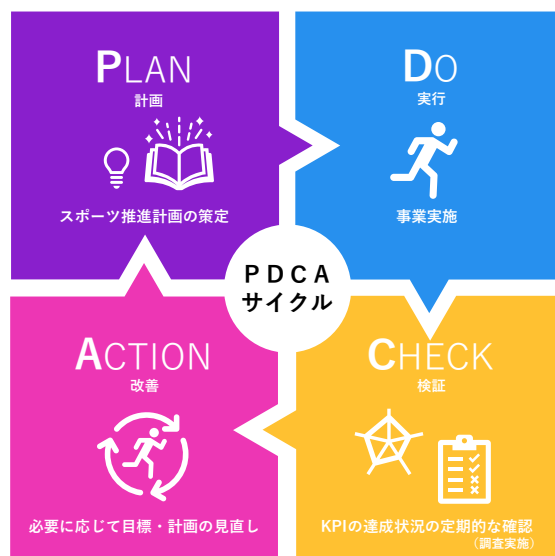 PLAN
計画
スポーツ推進計画の策定
DO
実行
事業実施
PDCA
サイクル
ACTION
改善
必要に応じて目標・計画の見直し
CHECK
検証
KPIの達成状況の定期的な確認
（調査実施）